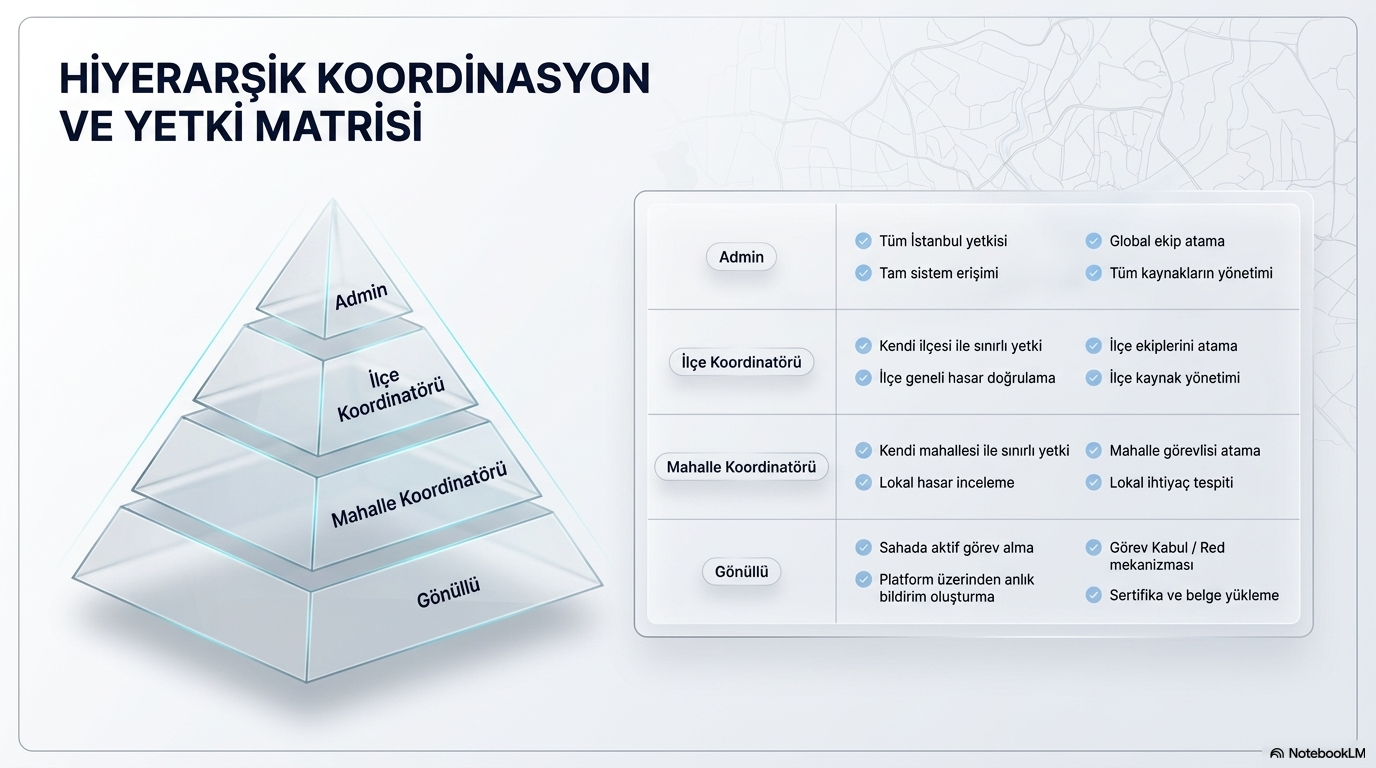 HİYERARŞİK KOORDİNASYON
VE YETKİ MATRİSİ
Admin
İlçe
Koordinatörü
Mahalle Koordinatörü
Gönüllü
Admin
Tüm İstanbul yetkisi
Global ekip atama
Tam sistem erişimi
Tüm kaynakların yönetimi
İlçe Koordinatörü
Kendi ilçesi ile sınırlı yetki
İlçe ekiplerini atama
İlçe geneli hasar doğrulama
İlçe kaynak yönetimi
Mahalle Koordinatörü
Kendi mahallesi ile sınırlı yetki
Mahalle görevlisi atama
Lokal hasar inceleme
Lokal ihtiyaç tespiti
Gönüllü
Sahada aktif görev alma
Görev Kabul / Red
mekanizması
Platform üzerinden anlık
bildirim oluşturma
Sertifika ve belge yükleme
NotebookLM